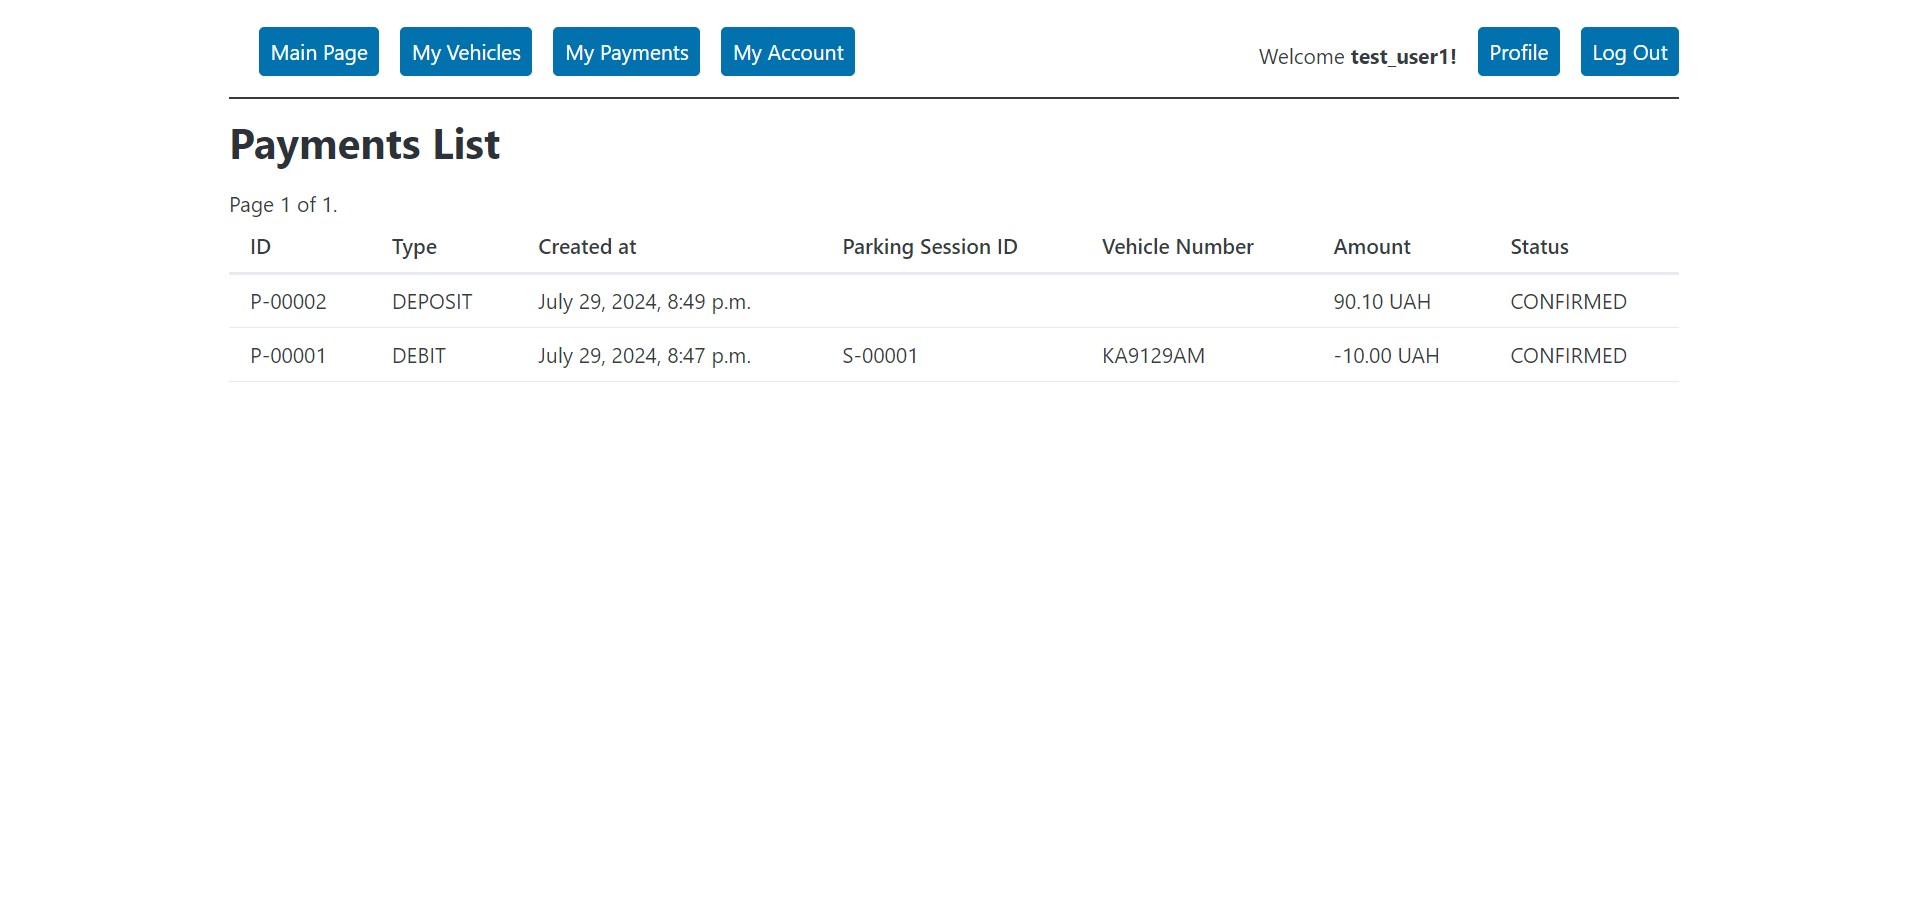 Main Page My Vehicles My Payments My Account Welcome test_user1! Profile Log Out
Payments List
Page 1 of 1.
ID Type Created at Parking Session ID Vehicle Number Amount Status
P-00002 DEPOSIT July 29, 2024, 8:49 p.m. 90.10 UAH CONFIRMED
P-00001 DEBIT July 29, 2024, 8:47 p.m. S-00001 KA9129AM -10.00 UAH CONFIRMED